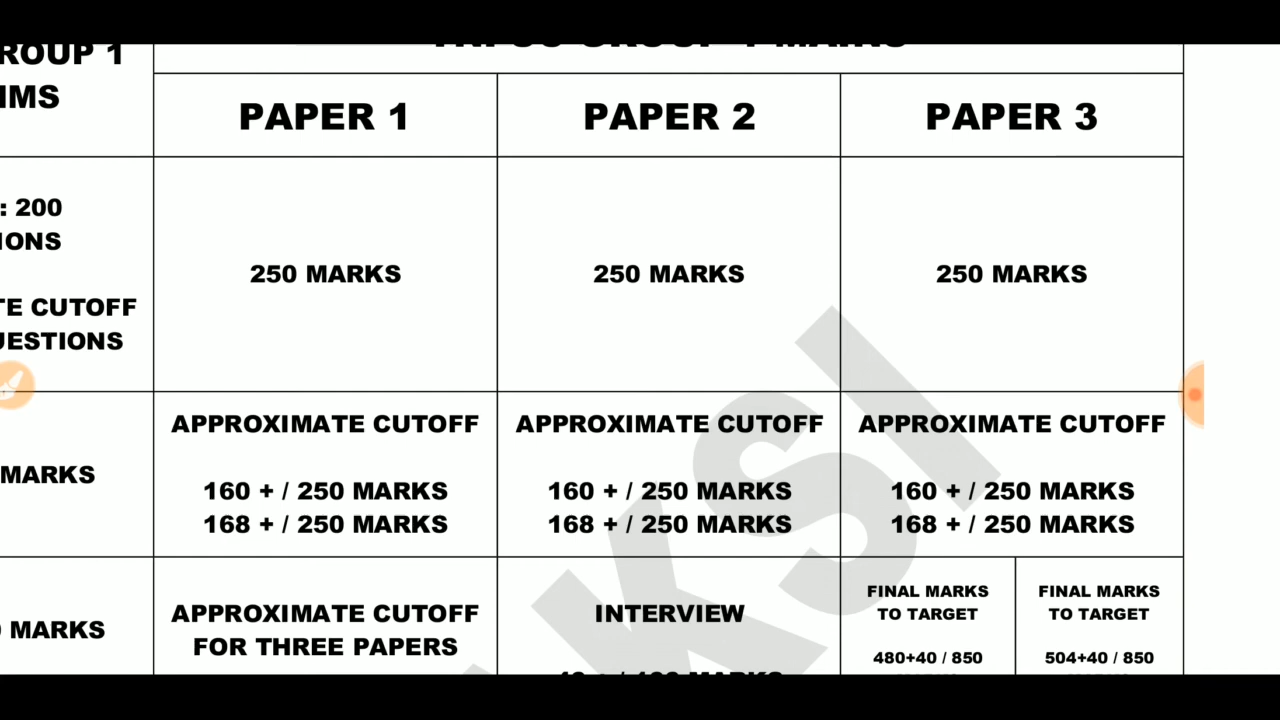 ROUP 1
IMS
PAPER 1
PAPER 2
PAPER 3
: 200
IONS
TE CUTOFF
UESTIONS
250 MARKS
250 MARKS
250 MARKS
MARKS
APPROXIMATE CUTOFF
160 + / 250 MARKS
168 + / 250 MARKS
APPROXIMATE CUTOFF
160 + / 250 MARKS
168 + / 250 MARKS
APPROXIMATE CUTOFF
160 + / 250 MARKS
168 + / 250 MARKS
MARKS
APPROXIMATE CUTOFF
FOR THREE PAPERS
INTERVIEW
FINAL MARKS
TO TARGET
480+40 / 850
FINAL MARKS
TO TARGET
504+40 / 850
KSI